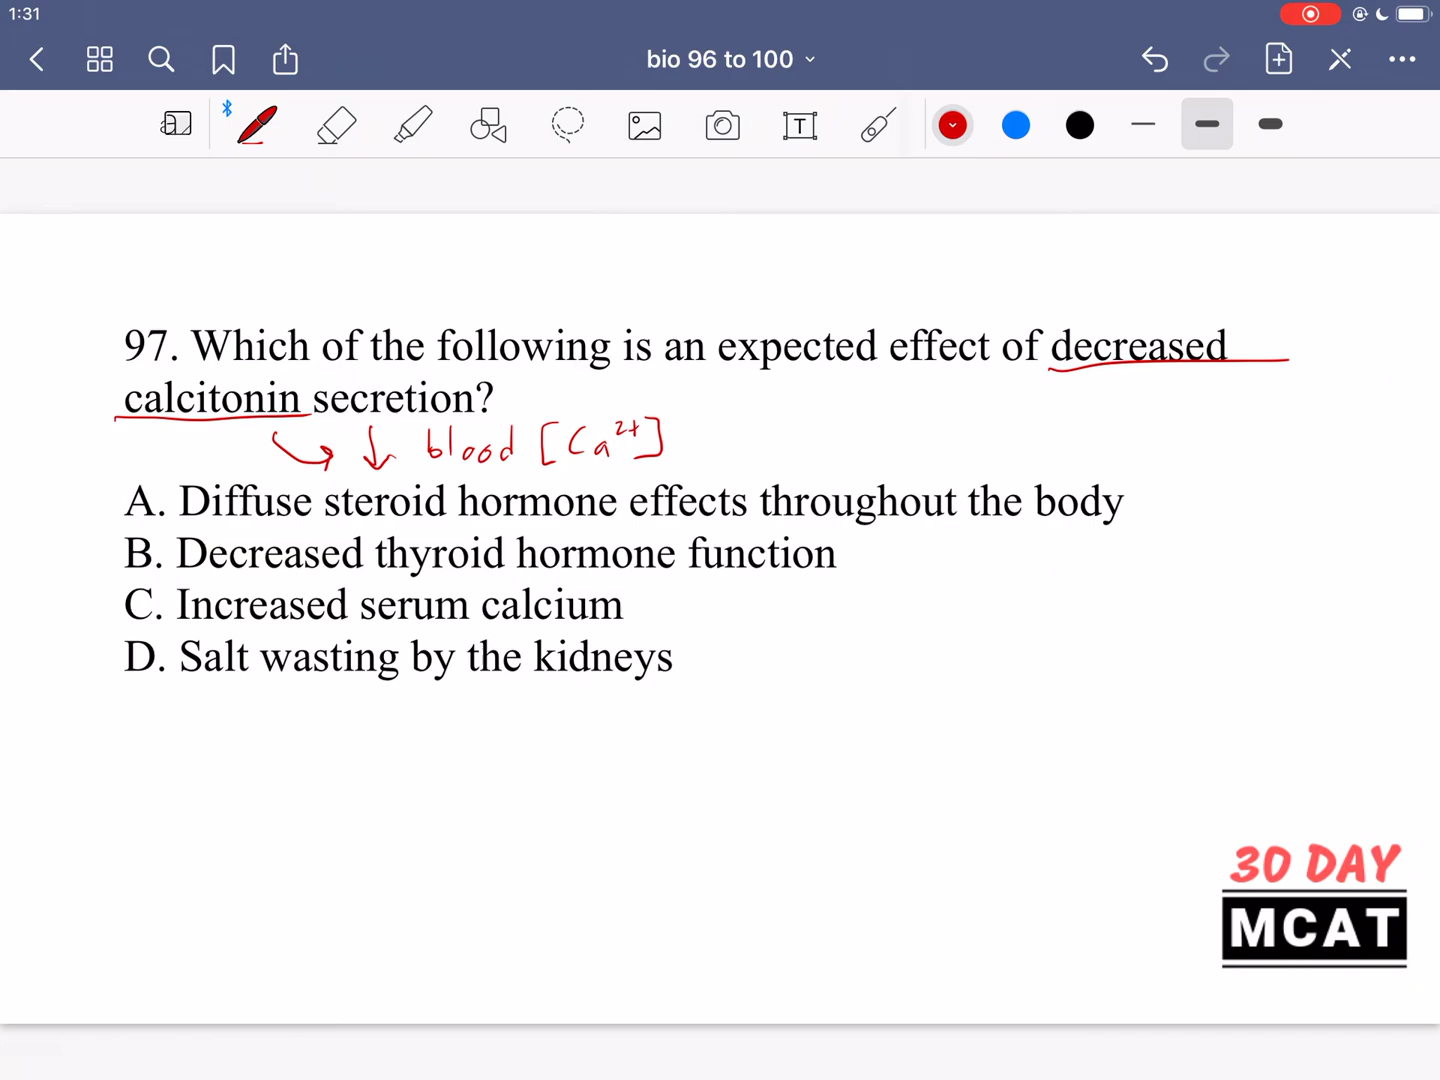 1:31
bio 96 to 100
T
97. Which of the following is an expected effect of decreased
calcitonin secretion?
↓ blood [Ca²⁺]
A. Diffuse steroid hormone effects throughout the body
B. Decreased thyroid hormone function
C. Increased serum calcium
D. Salt wasting by the kidneys
30 DAY
MCAT